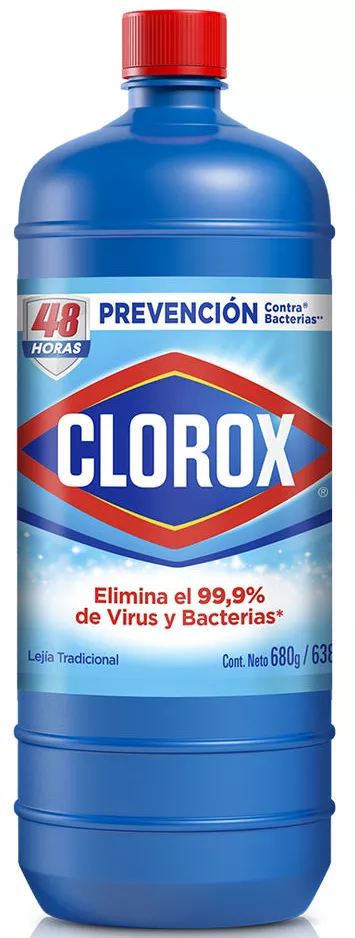 48
HORAS
PREVENCIÓN Contra*
Bacterias**
CLOROX
®
Elimina el 99,9%
de Virus y Bacterias*
Lejía Tradicional
Cont. Neto 680g / 638